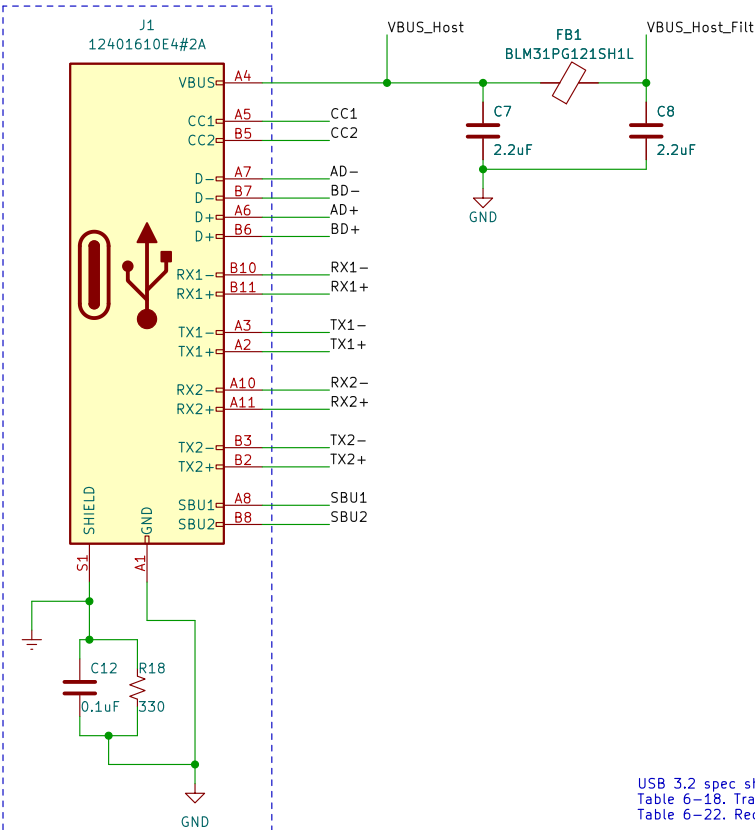 J1
12401610E4#2A
VBUS_Host
FB1
BLM31PG121SH1L
VBUS_Host_Filt
VBUS A4
C7
2.2uF
C8
2.2uF
GND
CC1 A5 CC1
CC2 B5 CC2
D- A7 AD-
D- B7 BD-
D+ A6 AD+
D+ B6 BD+
RX1- B10 RX1-
RX1+ B11 RX1+
TX1- A3 TX1-
TX1+ A2 TX1+
RX2- A10 RX2-
RX2+ A11 RX2+
TX2- B3 TX2-
TX2+ B2 TX2+
SBU1 A8 SBU1
SBU2 B8 SBU2
SHIELD
GND
S1
A1
C12
0.1uF
R18
330
GND
USB 3.2 spec sh
Table 6-18. Tra
Table 6-22. Rec